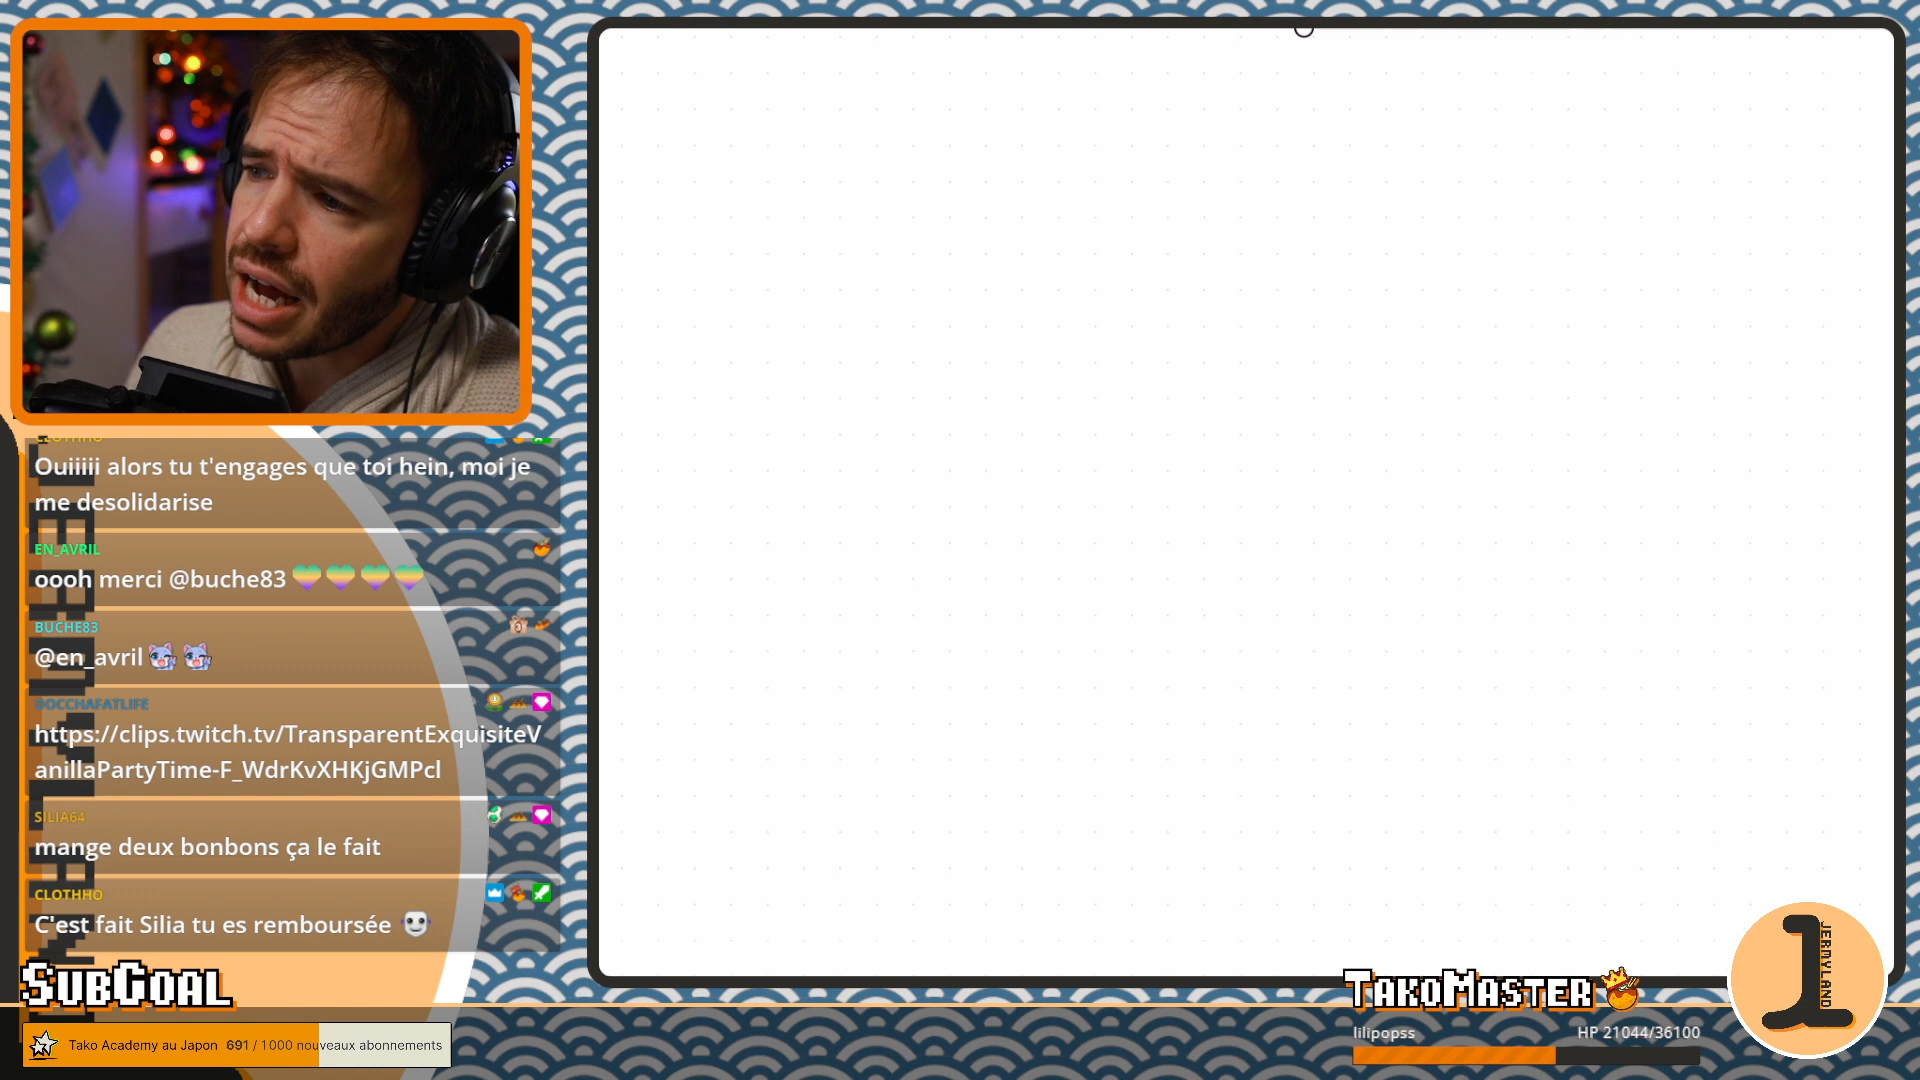 CLOTHHO
Ouiiiii alors tu t'engages que toi hein, moi je
me desolidarise
EN_AVRIL
oooh merci @buche83
BUCHE83
@en_avril
DOCCHAFATLIFE
https://clips.twitch.tv/TransparentExquisiteV
anillaPartyTime-F_WdrKvXHKjGMPcl
SILIA64
mange deux bonbons ça le fait
CLOTHHO
C'est fait Silia tu es remboursée
SUBGOAL
Tako Academy au Japon 691 / 1000 nouveaux abonnements
TAKOMASTER
lilipopss HP 21044/36100
JEREMYLAND